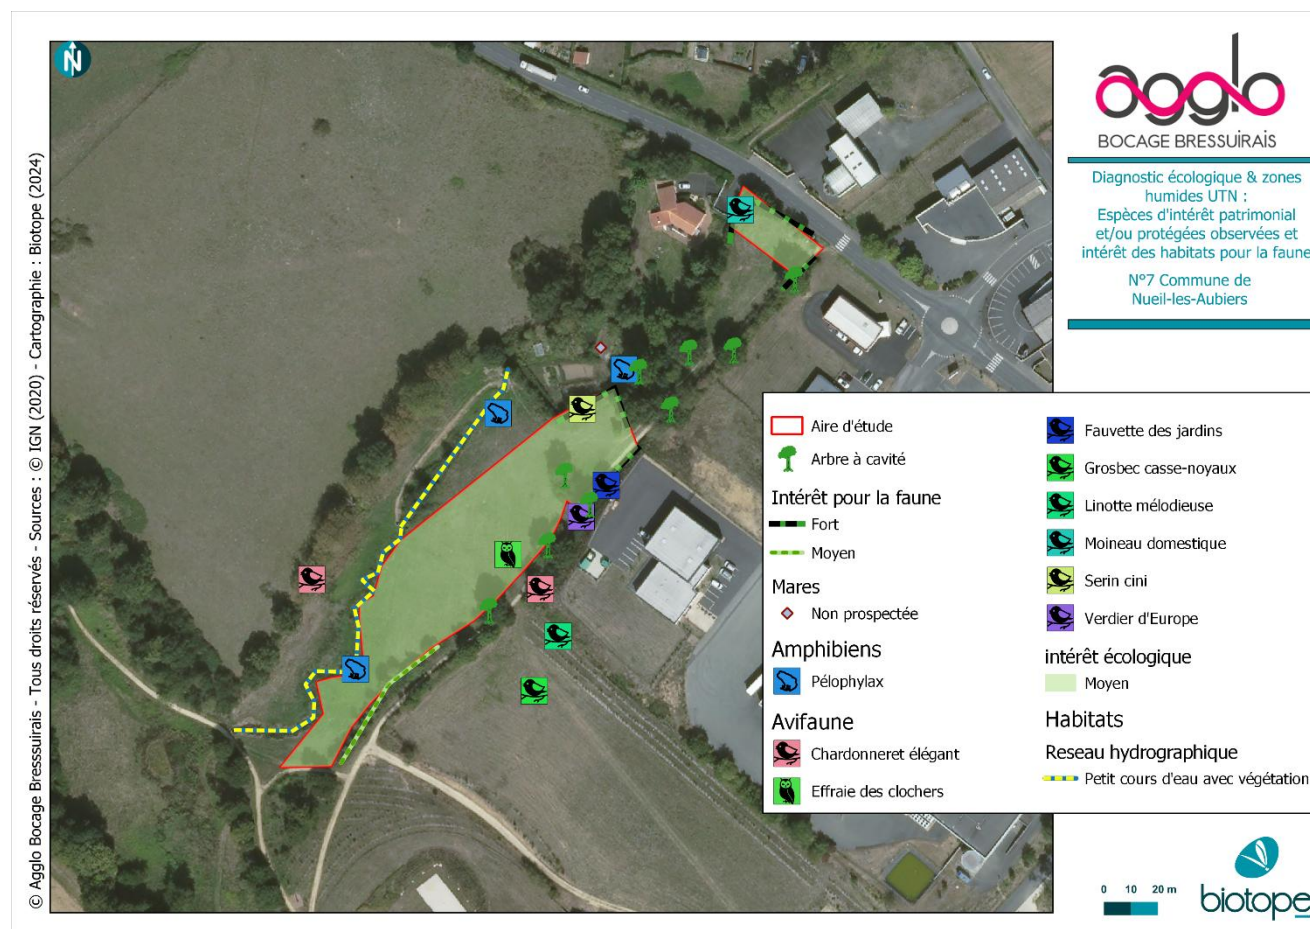 N
© Agglo Bocage Bresssuirais - Tous droits réservés - Sources : © IGN (2020) - Cartographie : Biotope (2024)
agglo
BOCAGE BRESSUIRAIS
Diagnostic écologique & zones
humides UTN :
Espèces d'intérêt patrimonial
et/ou protégées observées et
intérêt des habitats pour la faune
N°7 Commune de
Nueil-les-Aubiers
Aire d'étude
Arbre à cavité
Intérêt pour la faune
Fort
Moyen
Mares
Non prospectée
Amphibiens
Pélophylax
Avifaune
Chardonneret élégant
Effraie des clochers
Fauvette des jardins
Grosbec casse-noyaux
Linotte mélodieuse
Moineau domestique
Serin cini
Verdier d'Europe
intérêt écologique
Moyen
Habitats
Reseau hydrographique
Petit cours d'eau avec végétation
0 10 20 m
biotope